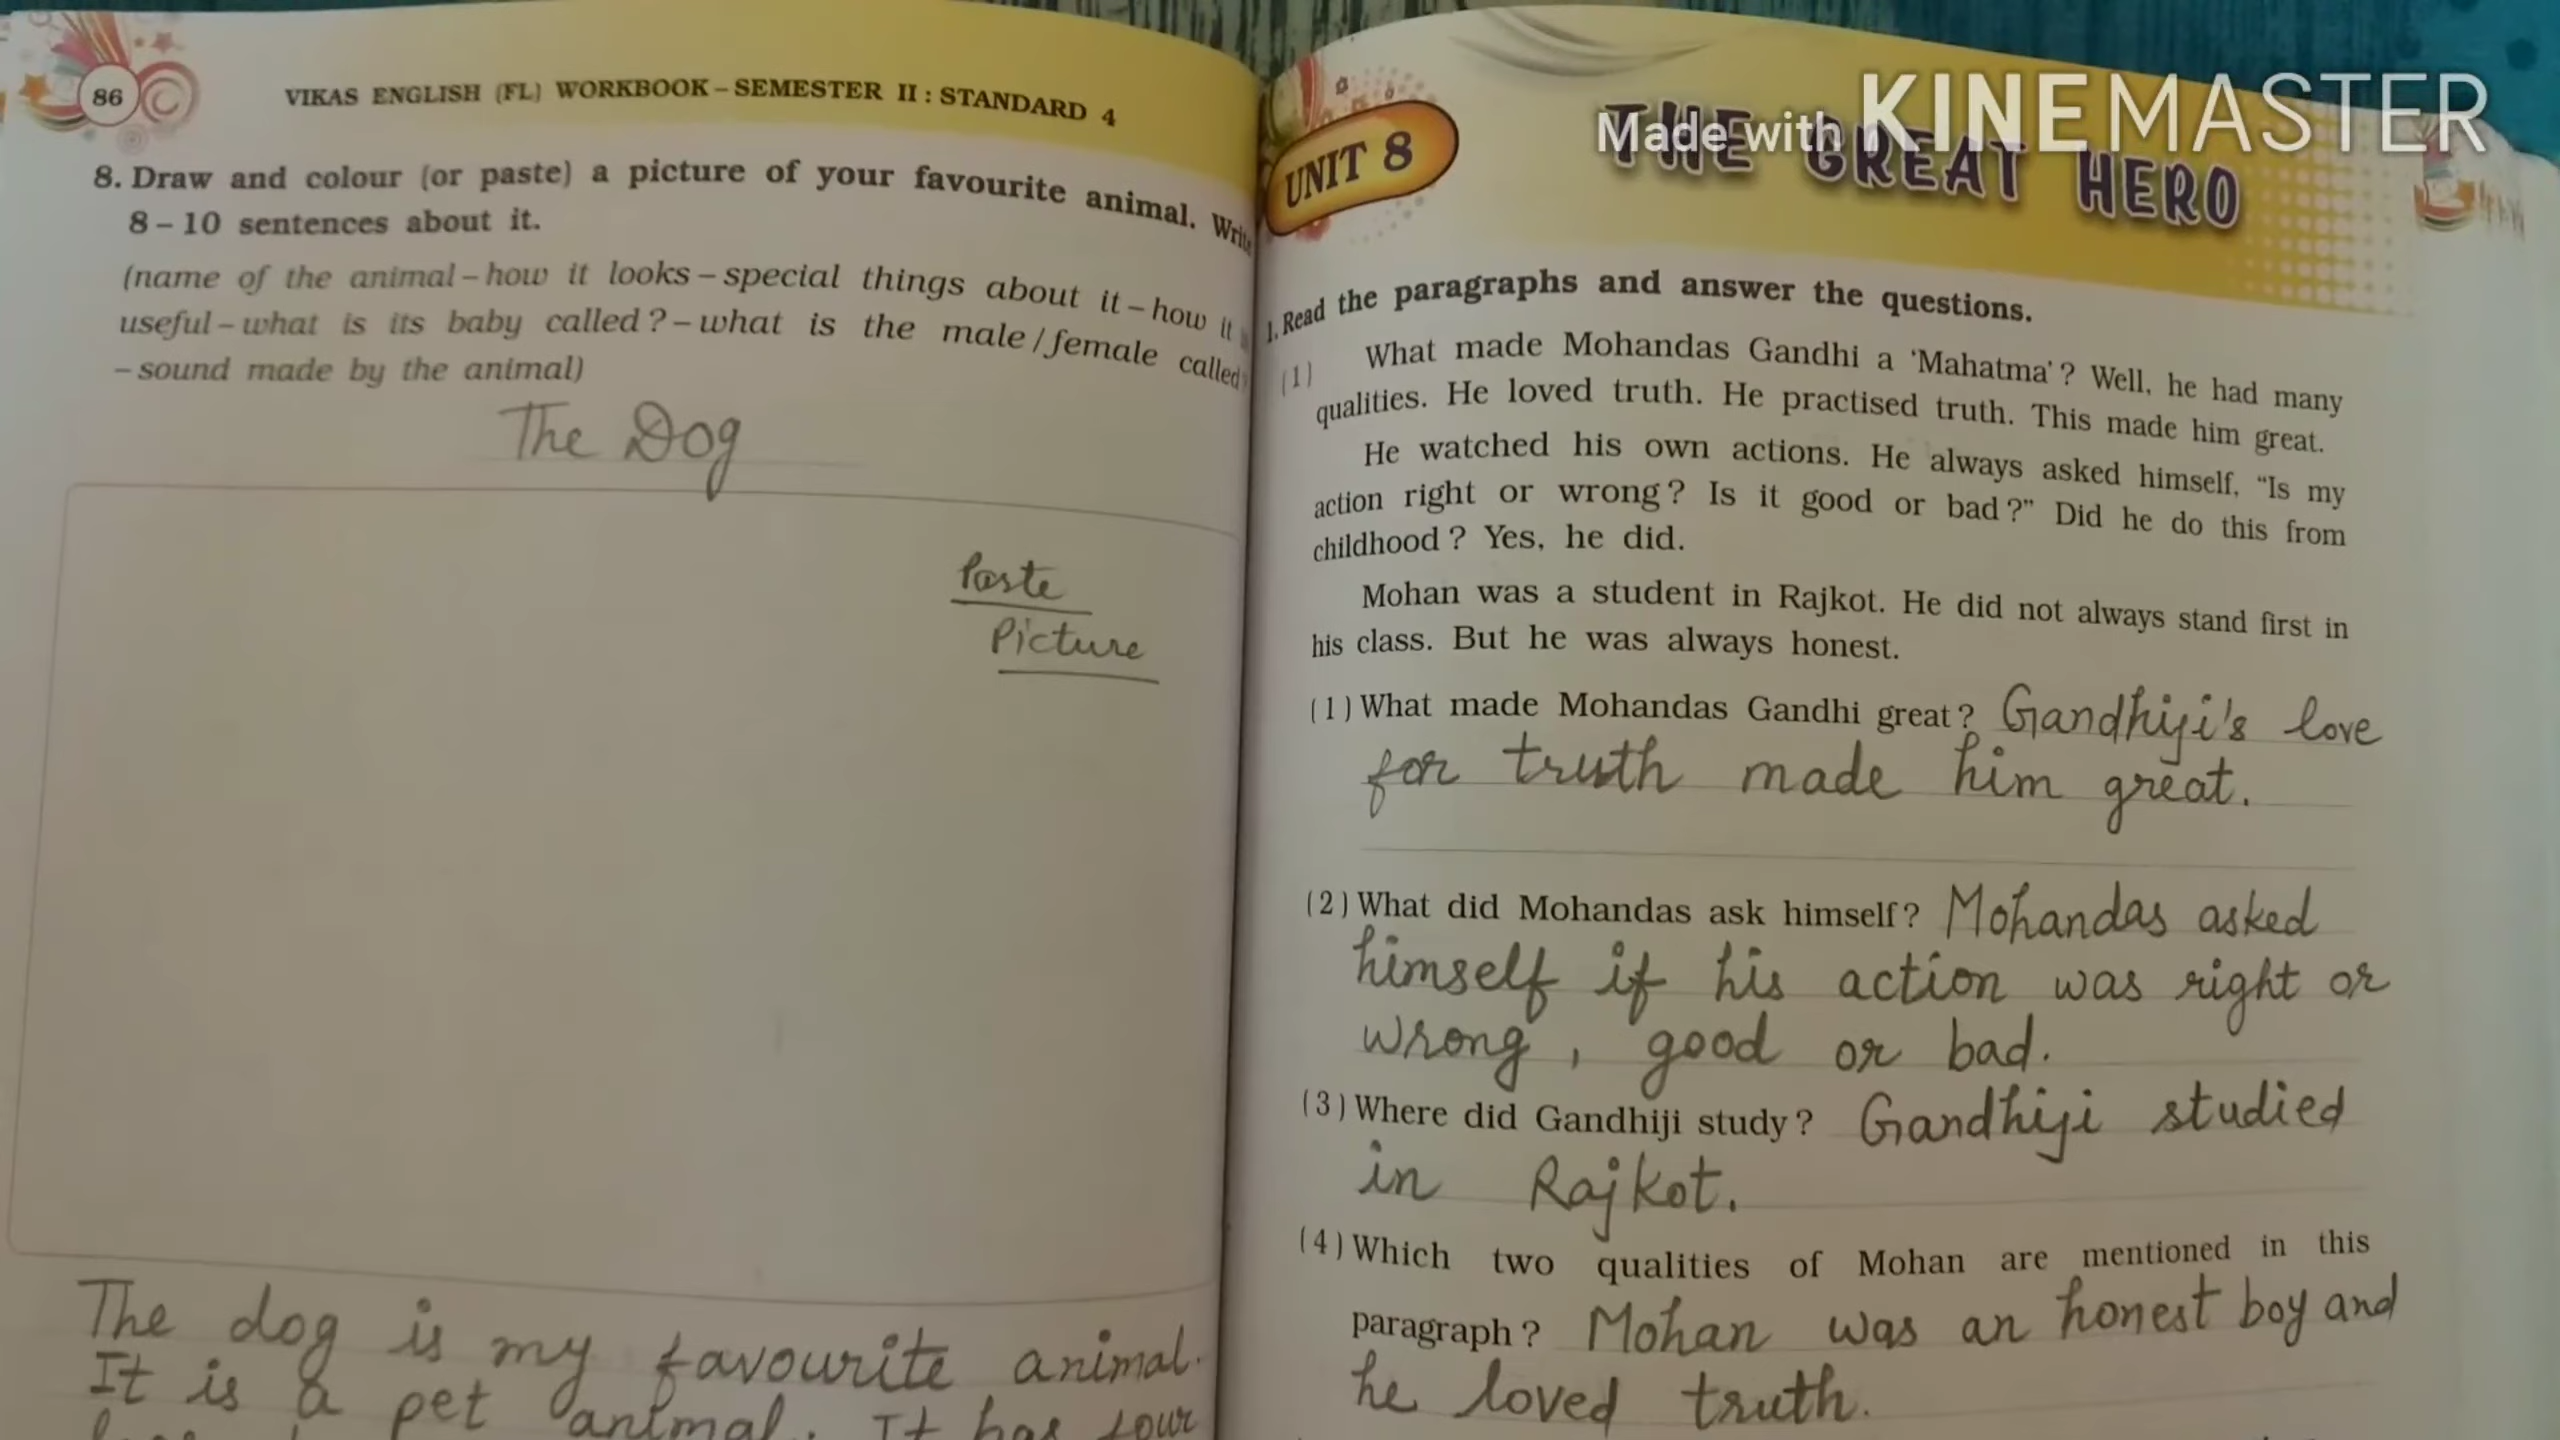 86
VIKAS ENGLISH (FL) WORKBOOK – SEMESTER II : STANDARD 4
8. Draw and colour (or paste) a picture of your favourite animal. Write
8 – 10 sentences about it.
(name of the animal – how it looks – special things about it – how it
useful – what is its baby called ? – what is the male / female called
– sound made by the animal)
The Dog
Paste
Picture
The dog is my favourite animal.
It is a pet animal. It has four
Made with KINEMASTER
UNIT 8
THE GREAT HERO
1. Read the paragraphs and answer the questions.
(1) What made Mohandas Gandhi a 'Mahatma' ? Well, he had many
qualities. He loved truth. He practised truth. This made him great.
He watched his own actions. He always asked himself, "Is my
action right or wrong ? Is it good or bad ?" Did he do this from
childhood ? Yes, he did.
Mohan was a student in Rajkot. He did not always stand first in
his class. But he was always honest.
(1) What made Mohandas Gandhi great ? Gandhiji's love
for truth made him great.
(2) What did Mohandas ask himself ? Mohandas asked
himself if his action was right or
wrong, good or bad.
(3) Where did Gandhiji study ? Gandhiji studied
in Rajkot.
(4) Which two qualities of Mohan are mentioned in this
paragraph ? Mohan was an honest boy and
he loved truth.